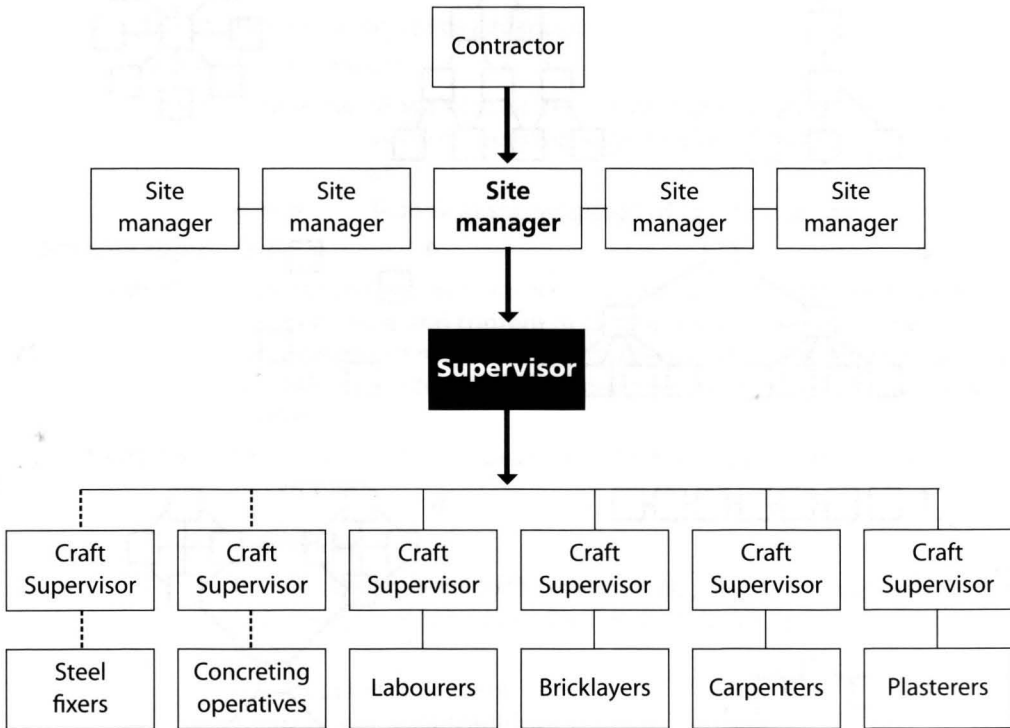 Contractor
Site
manager
Site
manager
Site
manager
Site
manager
Site
manager
Supervisor
Craft
Supervisor
Craft
Supervisor
Craft
Supervisor
Craft
Supervisor
Craft
Supervisor
Craft
Supervisor
Steel
fixers
Concreting
operatives
Labourers
Bricklayers
Carpenters
Plasterers